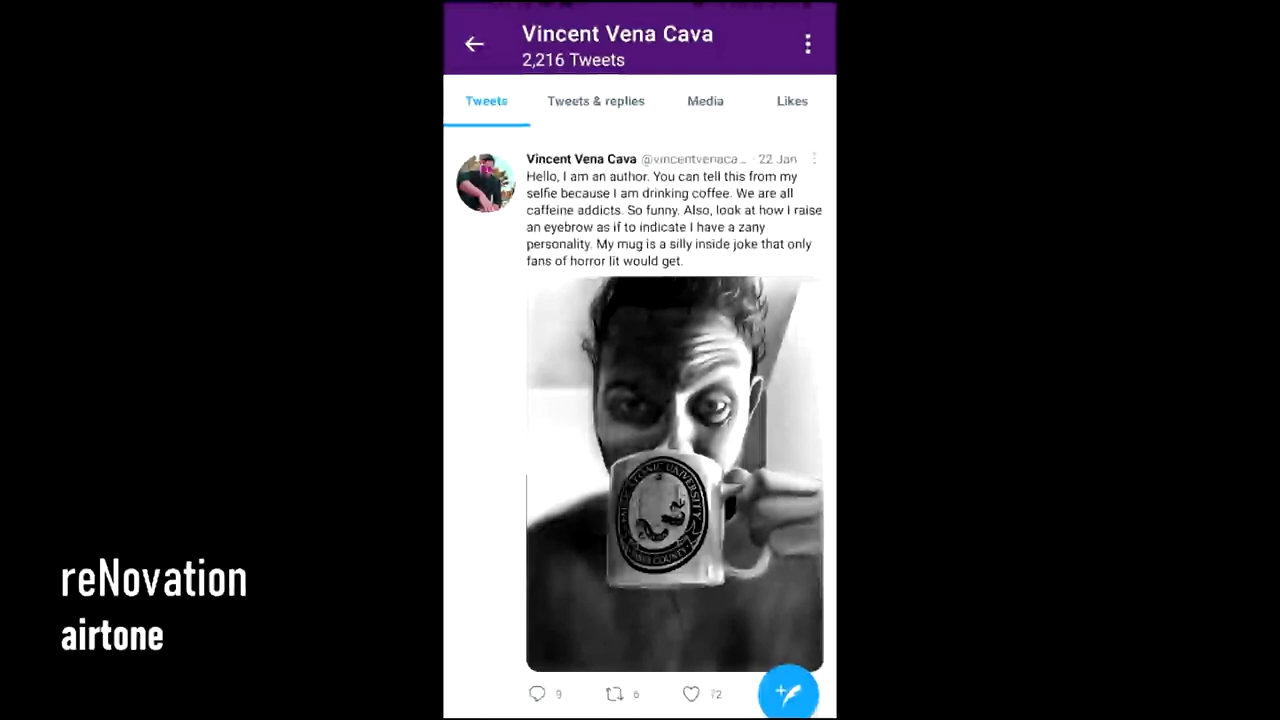 Vincent Vena Cava
2,216 Tweets
Tweets
Tweets & replies
Media
Likes
Vincent Vena Cava @vincentvenaca... · 22 Jan
Hello, I am an author. You can tell this from my
selfie because I am drinking coffee. We are all
caffeine addicts. So funny. Also, look at how I raise
an eyebrow as if to indicate I have a zany
personality. My mug is a silly inside joke that only
fans of horror lit would get.
MISKATONIC UNIVERSITY
COUNTY
9
6
72
reNovation
airtone